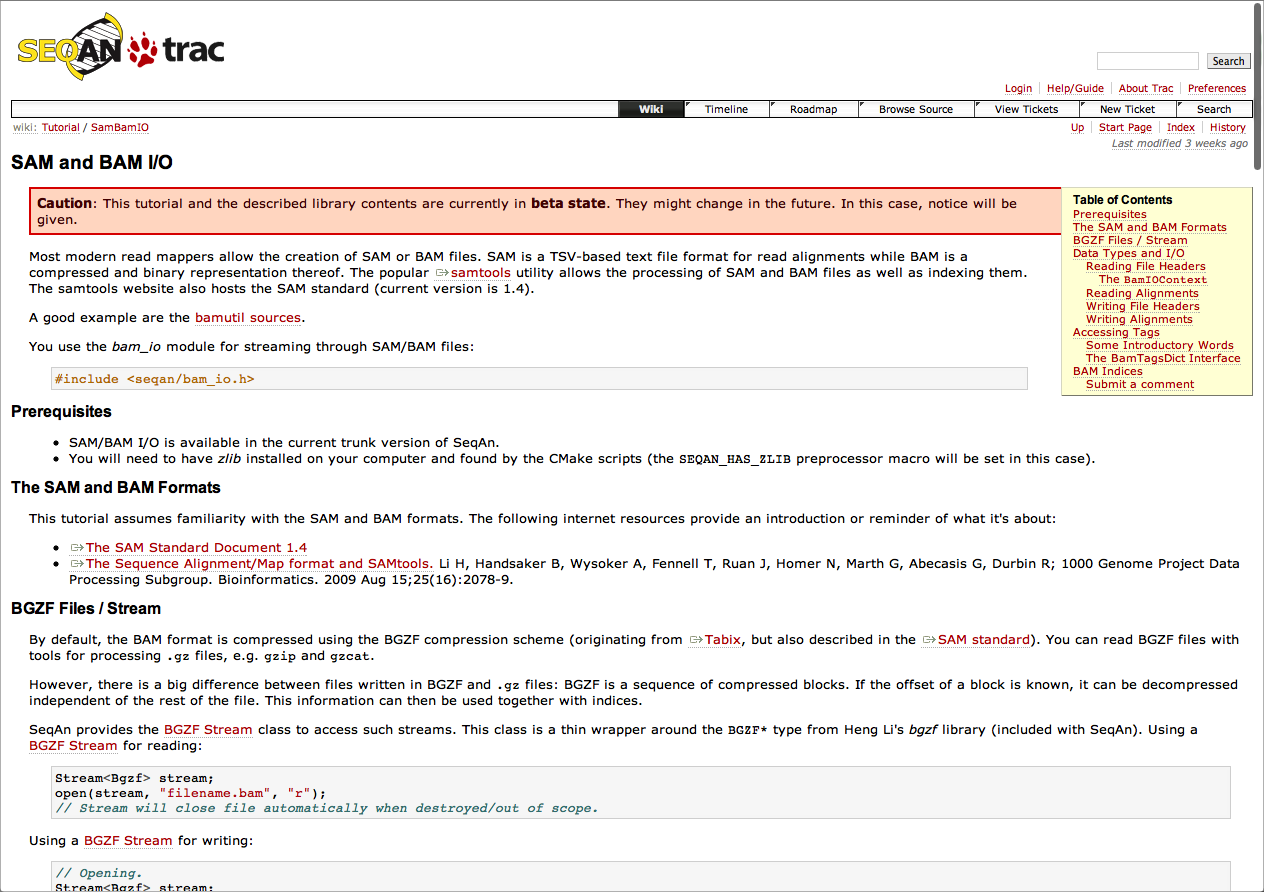 SEQAN trac
Search
Login Help/Guide About Trac Preferences
Wiki Timeline Roadmap Browse Source View Tickets New Ticket Search
wiki: Tutorial / SamBamIO
Up Start Page Index History
Last modified 3 weeks ago
SAM and BAM I/O
Caution: This tutorial and the described library contents are currently in beta state. They might change in the future. In this case, notice will be
given.
Table of Contents
Prerequisites
The SAM and BAM Formats
BGZF Files / Stream
Data Types and I/O
Reading File Headers
The BamIOContext
Reading Alignments
Writing File Headers
Writing Alignments
Accessing Tags
Some Introductory Words
The BamTagsDict Interface
BAM Indices
Submit a comment
Most modern read mappers allow the creation of SAM or BAM files. SAM is a TSV-based text file format for read alignments while BAM is a
compressed and binary representation thereof. The popular samtools utility allows the processing of SAM and BAM files as well as indexing them.
The samtools website also hosts the SAM standard (current version is 1.4).
A good example are the bamutil sources.
You use the bam_io module for streaming through SAM/BAM files:
#include <seqan/bam_io.h>
Prerequisites
• SAM/BAM I/O is available in the current trunk version of SeqAn.
• You will need to have zlib installed on your computer and found by the CMake scripts (the SEQAN_HAS_ZLIB preprocessor macro will be set in this case).
The SAM and BAM Formats
This tutorial assumes familiarity with the SAM and BAM formats. The following internet resources provide an introduction or reminder of what it's about:
• The SAM Standard Document 1.4
• The Sequence Alignment/Map format and SAMtools. Li H, Handsaker B, Wysoker A, Fennell T, Ruan J, Homer N, Marth G, Abecasis G, Durbin R; 1000 Genome Project Data
Processing Subgroup. Bioinformatics. 2009 Aug 15;25(16):2078-9.
BGZF Files / Stream
By default, the BAM format is compressed using the BGZF compression scheme (originating from Tabix, but also described in the SAM standard). You can read BGZF files with
tools for processing .gz files, e.g. gzip and gzcat.
However, there is a big difference between files written in BGZF and .gz files: BGZF is a sequence of compressed blocks. If the offset of a block is known, it can be decompressed
independent of the rest of the file. This information can then be used together with indices.
SeqAn provides the BGZF Stream class to access such streams. This class is a thin wrapper around the BGZF* type from Heng Li's bgzf library (included with SeqAn). Using a
BGZF Stream for reading:
Stream<Bgzf> stream;
open(stream, "filename.bam", "r");
// Stream will close file automatically when destroyed/out of scope.
Using a BGZF Stream for writing:
// Opening.
Stream<Bgzf> stream;